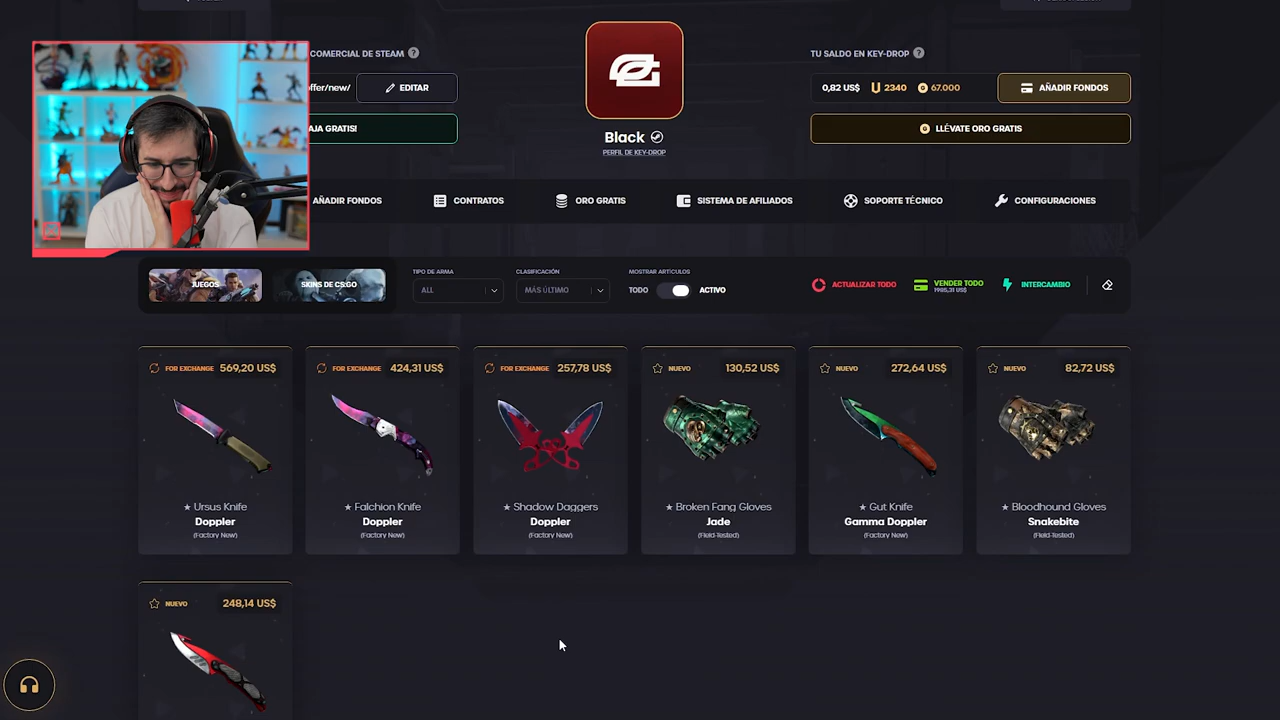 COMERCIAL DE STEAM ?
offer/new/
EDITAR
AJA GRATIS!
Black
PERFIL DE KEY-DROP
TU SALDO EN KEY-DROP ?
0,82 US$ 2340 67.000
AÑADIR FONDOS
LLÉVATE ORO GRATIS
AÑADIR FONDOS
CONTRATOS
ORO GRATIS
SISTEMA DE AFILIADOS
SOPORTE TÉCNICO
CONFIGURACIONES
JUEGOS
SKINS DE CS:GO
TIPO DE ARMA
ALL
CLASIFICACIÓN
MÁS ÚLTIMO
MOSTRAR ARTÍCULOS
TODO ACTIVO
ACTUALIZAR TODO
VENDER TODO
1985,31 US$
INTERCAMBIO
FOR EXCHANGE 569,20 US$
★ Ursus Knife
Doppler
(Factory New)
FOR EXCHANGE 424,31 US$
★ Falchion Knife
Doppler
(Factory New)
FOR EXCHANGE 257,78 US$
★ Shadow Daggers
Doppler
(Factory New)
NUEVO 130,52 US$
★ Broken Fang Gloves
Jade
(Field-Tested)
NUEVO 272,64 US$
★ Gut Knife
Gamma Doppler
(Factory New)
NUEVO 82,72 US$
★ Bloodhound Gloves
Snakebite
(Field-Tested)
NUEVO 248,14 US$